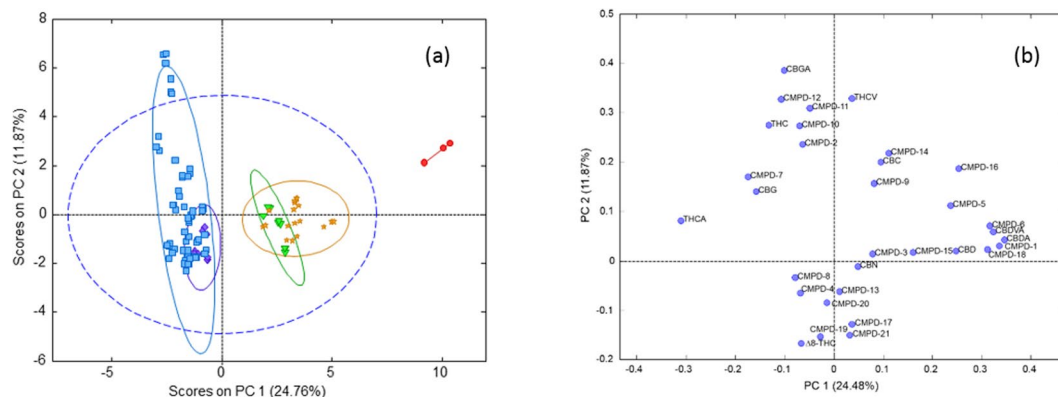 (a)
8
6
4
2
0
-2
-4
-6
-5
0
5
10
Scores on PC 2 (11.87%)
Scores on PC 1 (24.76%)
(b)
0.5
0.4
0.3
0.2
0.1
0
-0.1
-0.2
-0.4
-0.3
-0.2
-0.1
0
0.1
0.2
0.3
0.4
0.5
PC 2 (11.87%)
PC 1 (24.48%)
CBGA
CMPD-12
THCV
CMPD-11
THC
CMPD-10
CMPD-2
CMPD-14
CBC
CMPD-16
CMPD-7
CMPD-9
CBG
CMPD-5
THCA
CMPD-6
CBDVA
CBDA
CMPD-1
CMPD-3
CMPD-15
CBD
CMPD-18
CBN
CMPD-8
CMPD-4
CMPD-13
CMPD-20
CMPD-17
CMPD-19
CMPD-21
Δ8-THC